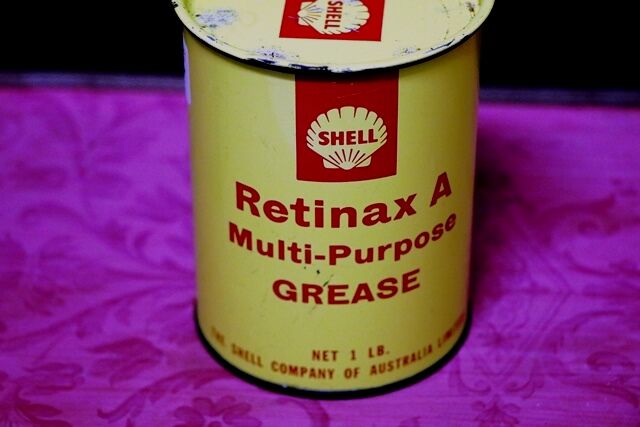 SHELL
SHELL
Retinax A
Multi-Purpose
GREASE
NET 1 LB.
THE SHELL COMPANY OF AUSTRALIA LIMITED